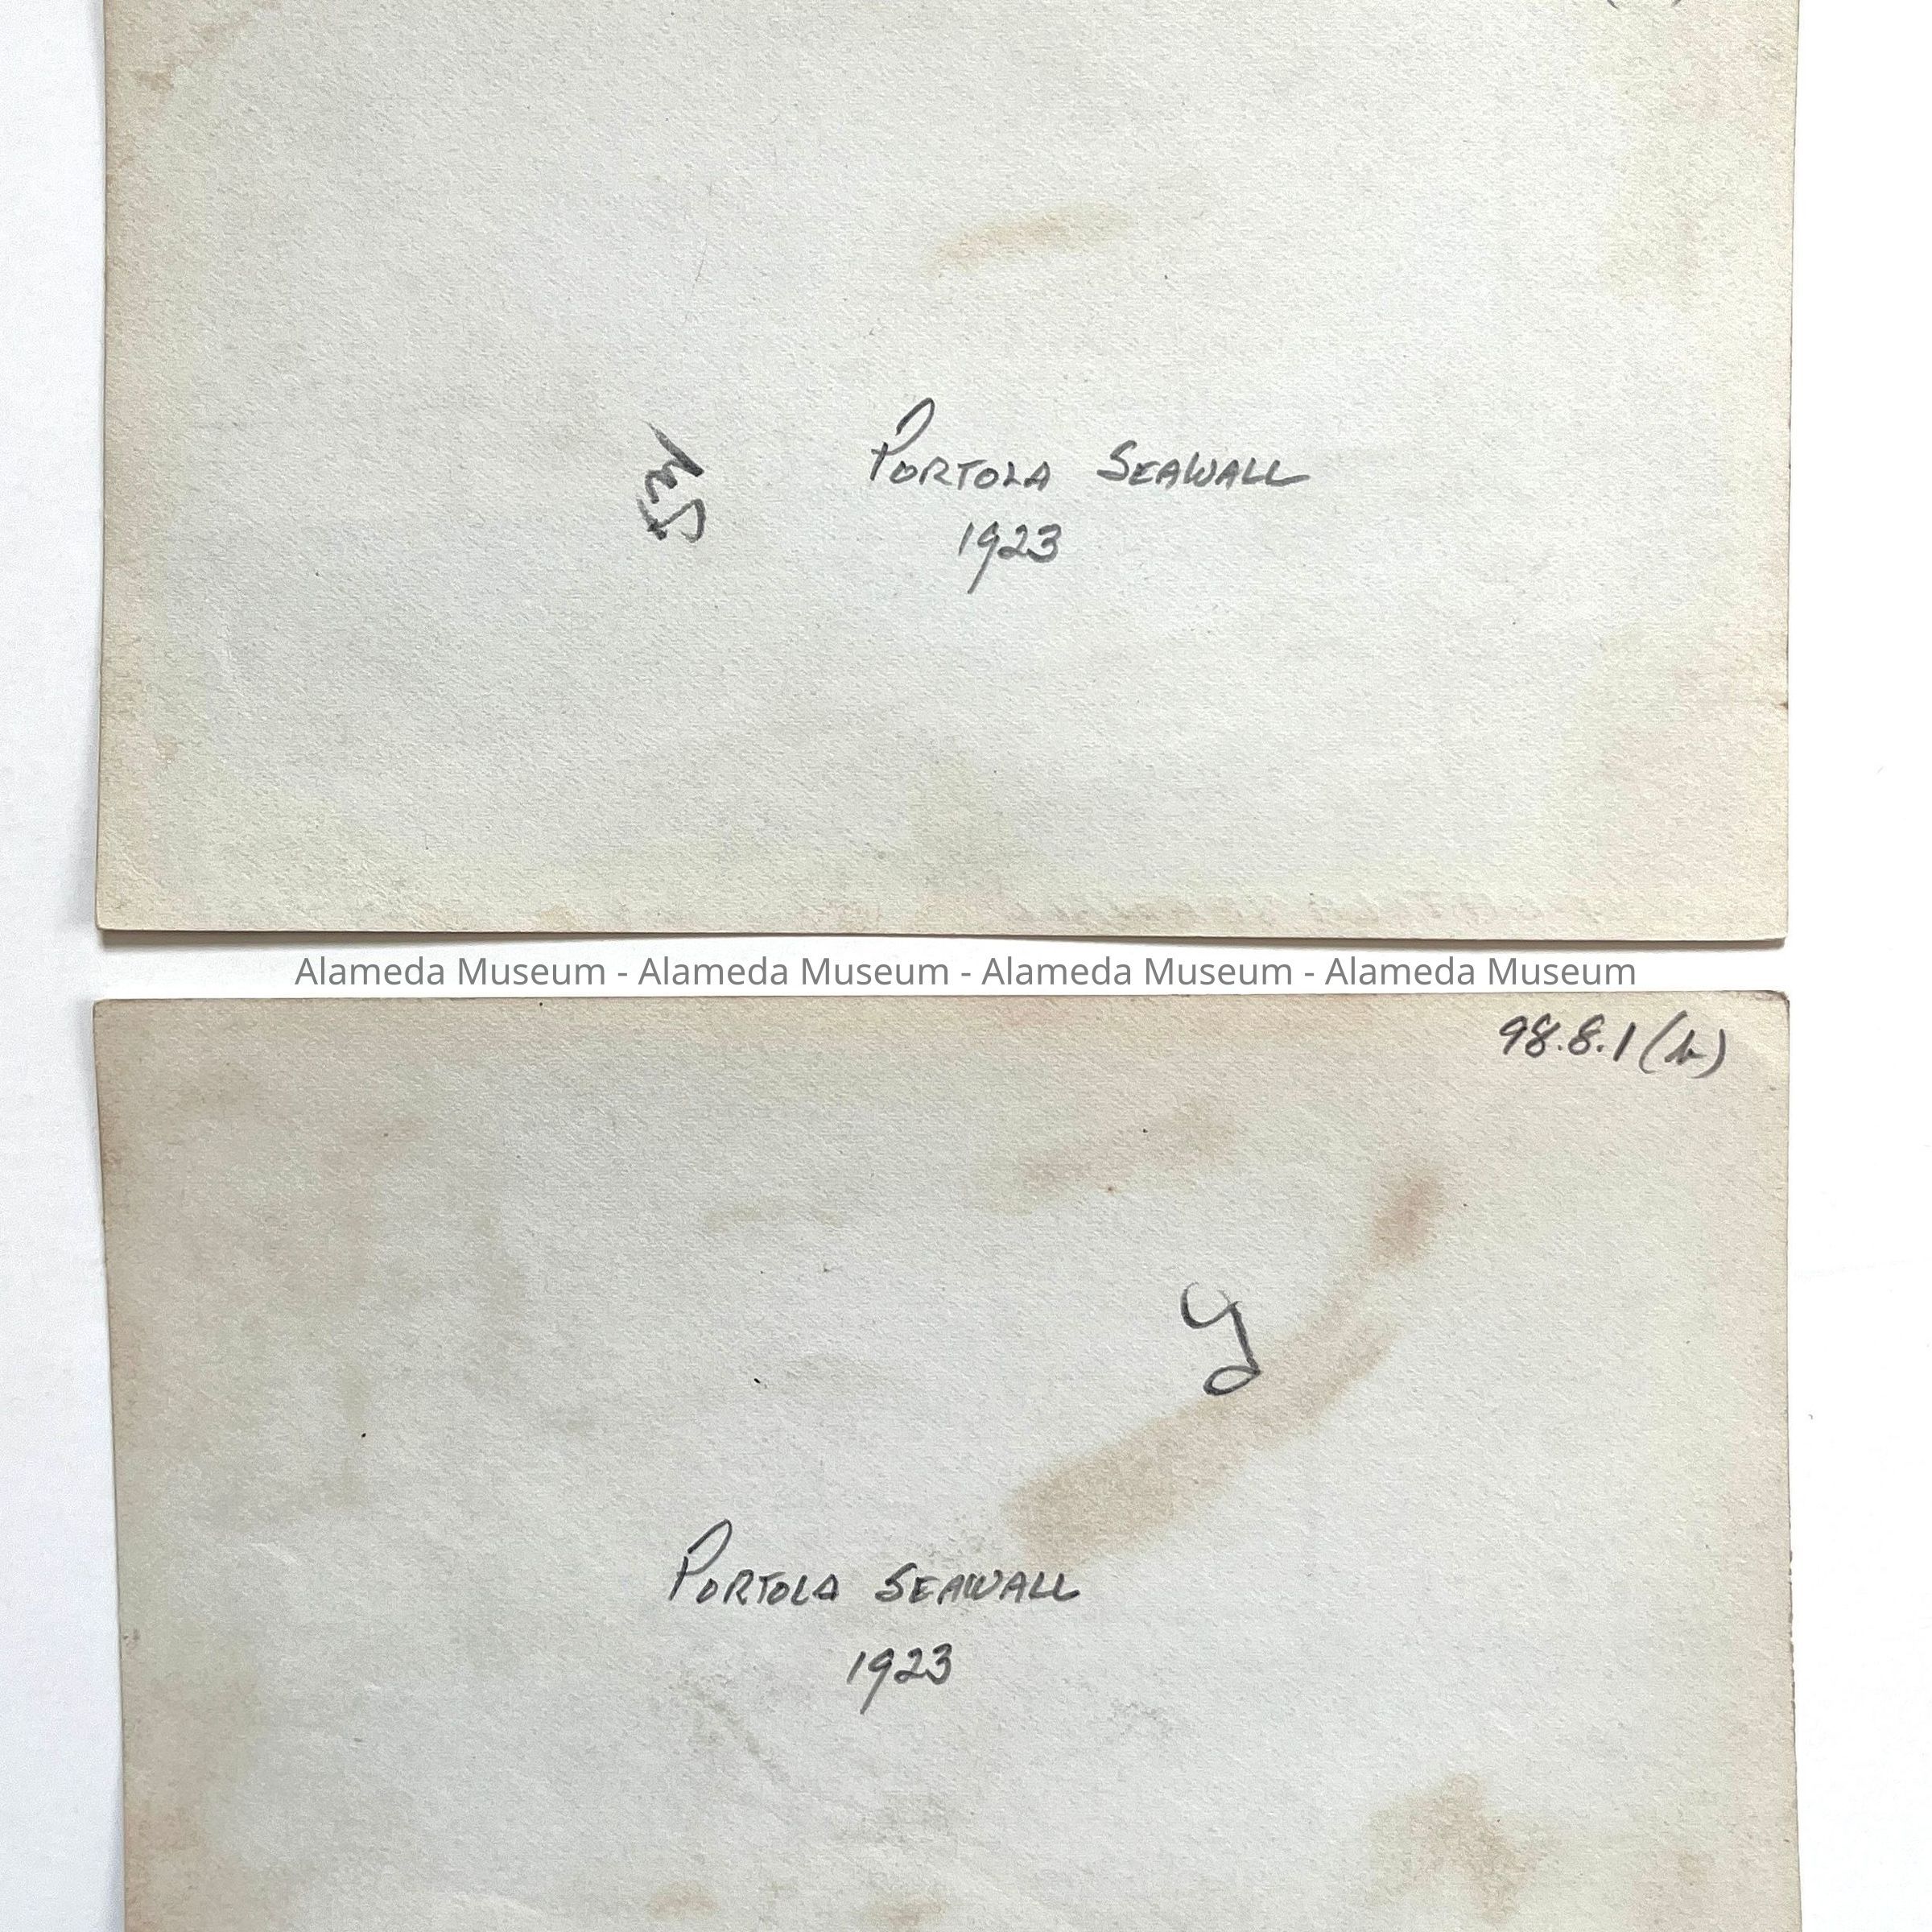 PORTOLA SEAWALL
1923
Alameda Museum - Alameda Museum - Alameda Museum - Alameda Museum
98.8.1 (b)
y
PORTOLA SEAWALL
1923